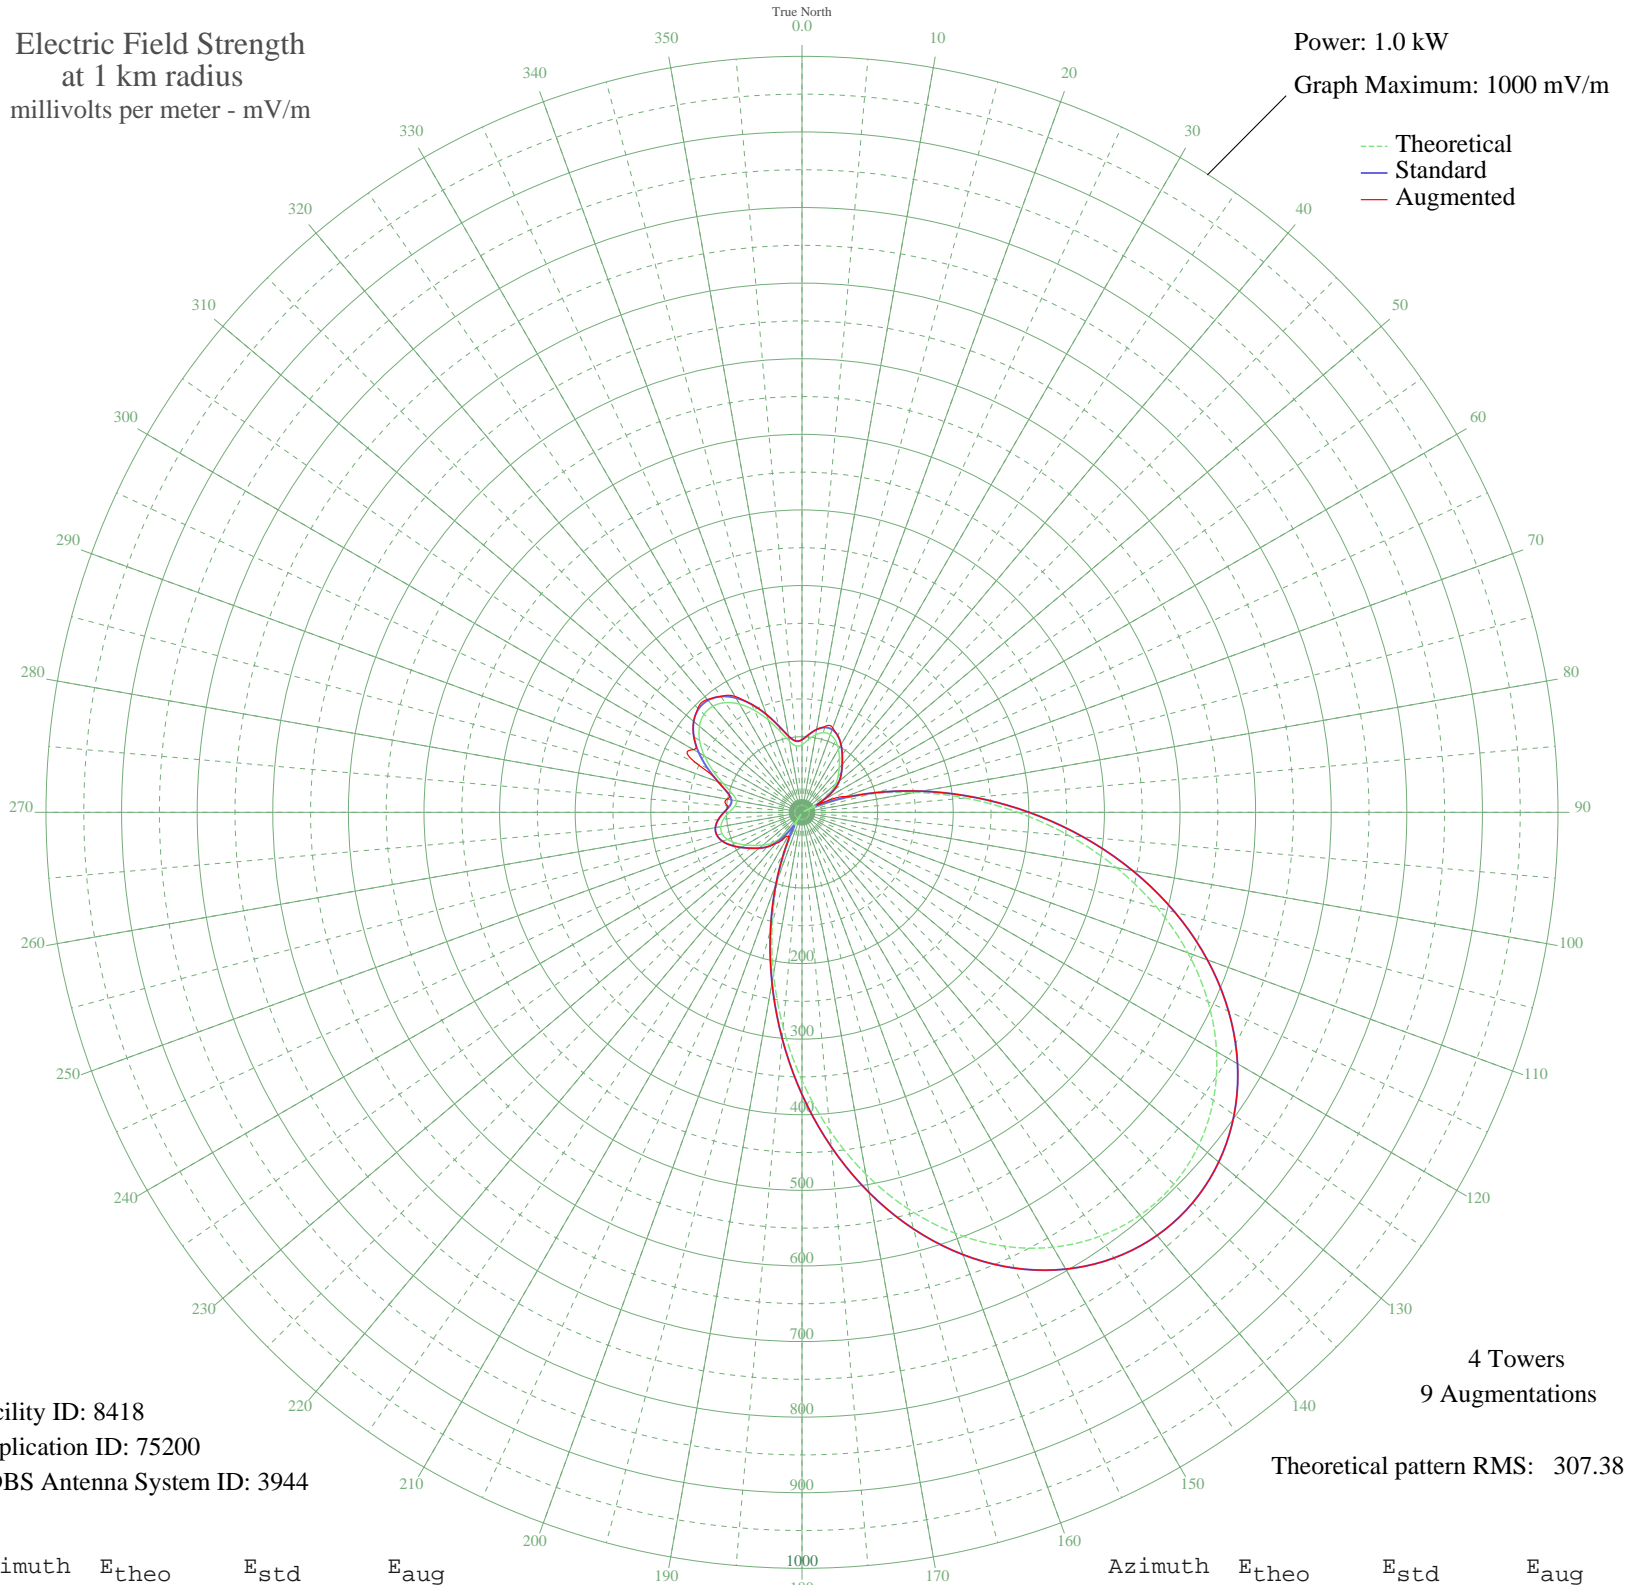 True North
0.0
Electric Field Strength
at 1 km radius
millivolts per meter - mV/m
Power: 1.0 kW
Graph Maximum: 1000 mV/m
Theoretical
Standard
Augmented
10
20
30
40
50
60
70
80
90
100
110
120
130
140
150
160
170
190
200
210
220
230
240
250
260
270
280
290
300
310
320
330
340
350
200
300
400
500
600
700
800
900
1000
4 Towers
9 Augmentations
Theoretical pattern RMS: 307.38
cility ID: 8418
plication ID: 75200
DBS Antenna System ID: 3944
imuth Etheo Estd Eaug
Azimuth Etheo Estd Eaug